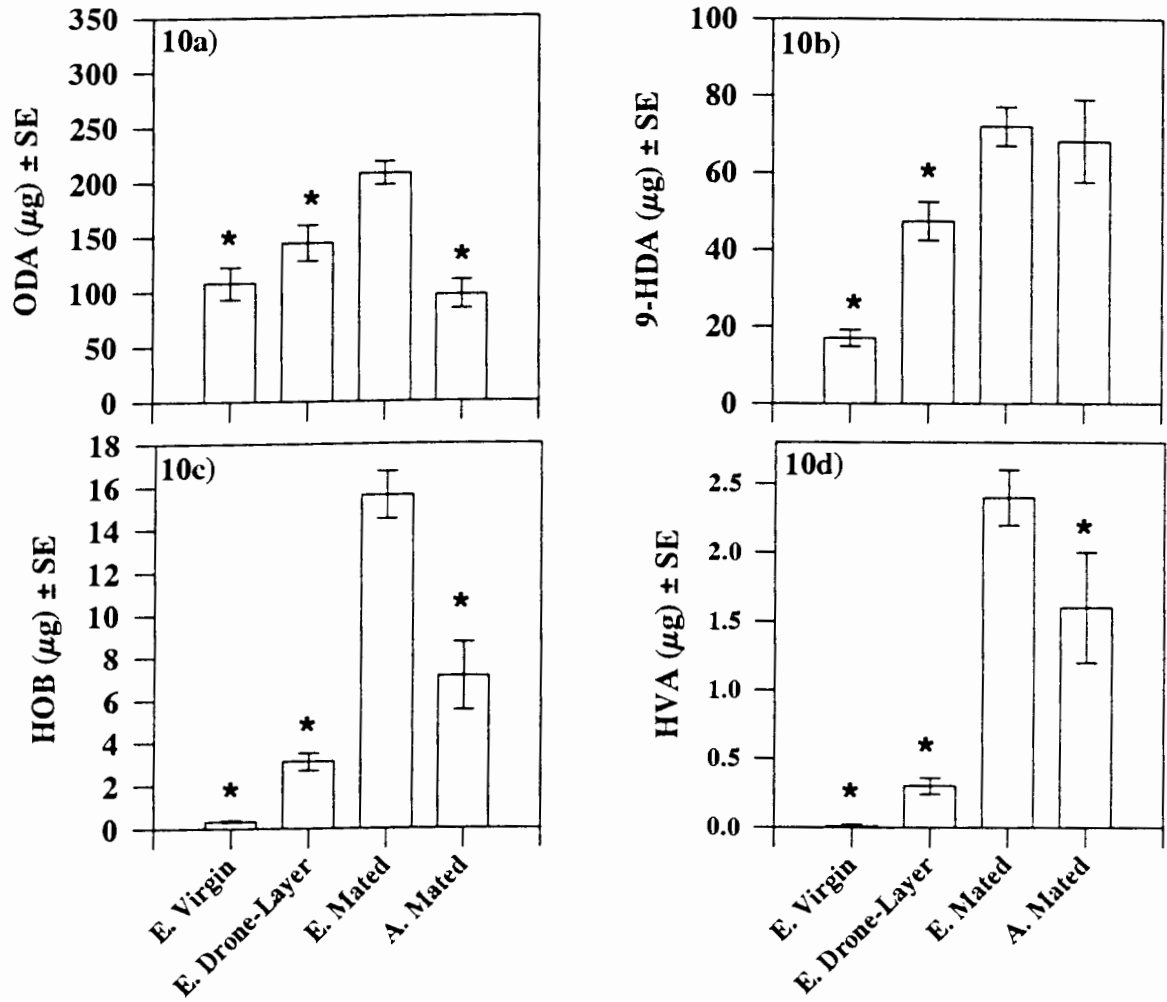 10a)
ODA (µg) ± SE
350
300
250
200
150
100
50
0
*
*
*
10b)
9-HDA (µg) ± SE
100
80
60
40
20
0
*
*
10c)
HOB (µg) ± SE
18
16
14
12
10
8
6
4
2
0
*
*
*
E. Virgin
E. Drone-Layer
E. Mated
A. Mated
10d)
HVA (µg) ± SE
2.5
2.0
1.5
1.0
0.5
0.0
*
*
*
E. Virgin
E. Drone-Layer
E. Mated
A. Mated